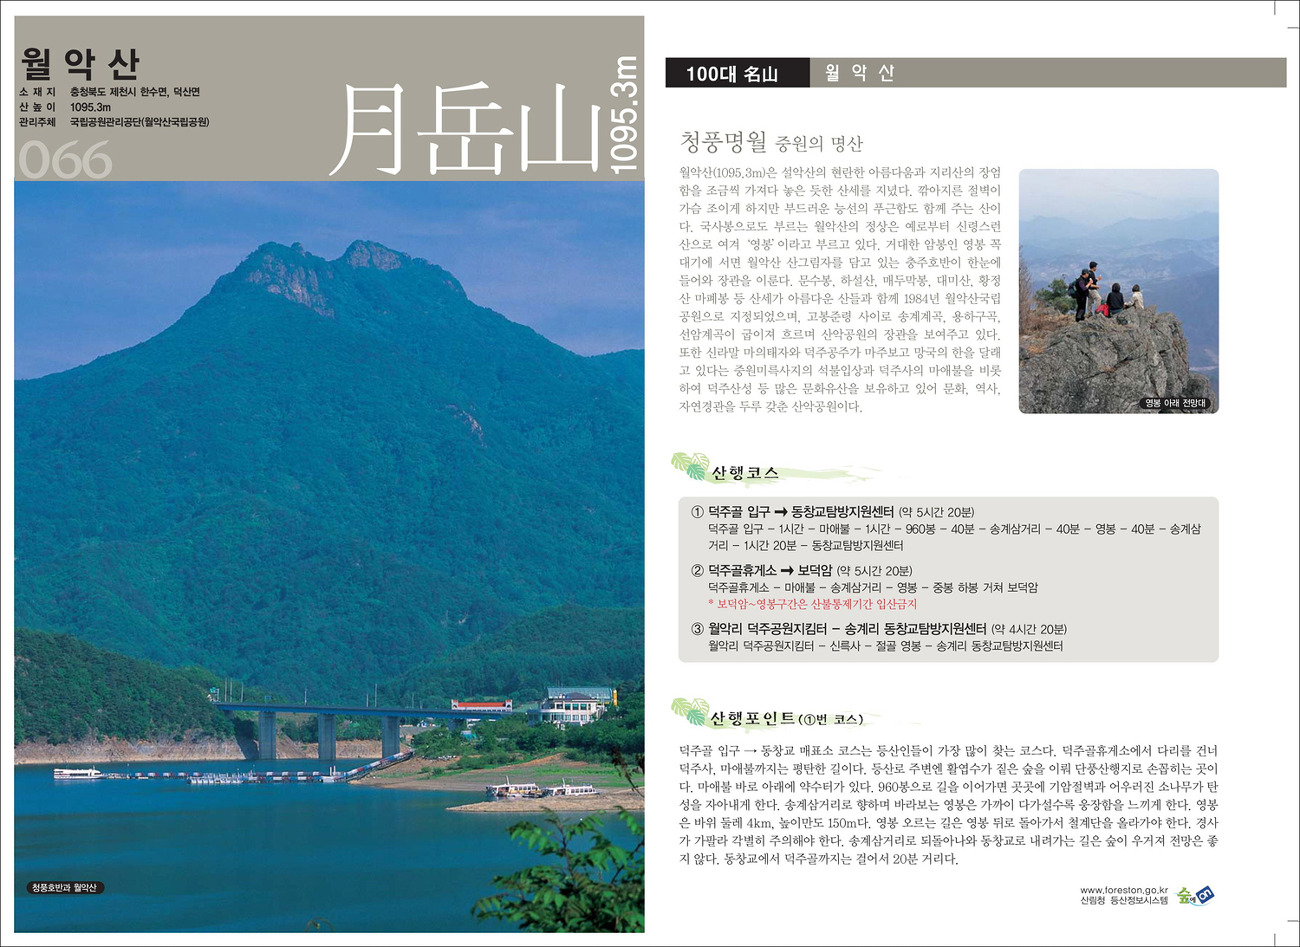 월악산
소 재 지 충청북도 제천시 한수면, 덕산면
산 높 이 1095.3m
관리주체 국립공원관리공단(월악산국립공원)
066
月岳山
1095.3m
청풍호반과 월악산
100대 名山 월 악 산
청풍명월 중원의 명산
월악산(1095.3m)은 설악산의 현란한 아름다움과 지리산의 장엄
함을 조금씩 가져다 놓은 듯한 산세를 지녔다. 깎아지른 절벽이
가슴 조이게 하지만 부드러운 능선의 푸근함도 함께 주는 산이
다. 국사봉으로도 부르는 월악산의 정상은 예로부터 신령스런
산으로 여겨 ‘영봉’이라고 부르고 있다. 거대한 암봉인 영봉 꼭
대기에 서면 월악산 산그림자를 담고 있는 충주호반이 한눈에
들어와 장관을 이룬다. 문수봉, 하설산, 매두막봉, 대미산, 황정
산 마폐봉 등 산세가 아름다운 산들과 함께 1984년 월악산국립
공원으로 지정되었으며, 고봉준령 사이로 송계계곡, 용하구곡,
선암계곡이 굽이져 흐르며 산악공원의 장관을 보여주고 있다.
또한 신라말 마의태자와 덕주공주가 마주보고 망국의 한을 달래
고 있다는 중원미륵사지의 석불입상과 덕주사의 마애불을 비롯
하여 덕주산성 등 많은 문화유산을 보유하고 있어 문화, 역사,
자연경관을 두루 갖춘 산악공원이다.
영봉 아래 전망대
산행코스
① 덕주골 입구 ➞ 동창교탐방지원센터 (약 5시간 20분)
덕주골 입구 – 1시간 – 마애불 – 1시간 – 960봉 – 40분 – 송계삼거리 – 40분 – 영봉 – 40분 – 송계삼
거리 – 1시간 20분 – 동창교탐방지원센터
② 덕주골휴게소 ➞ 보덕암 (약 5시간 20분)
덕주골휴게소 – 마애불 – 송계삼거리 – 영봉 – 중봉 하봉 거쳐 보덕암
* 보덕암~영봉구간은 산불통제기간 입산금지
③ 월악리 덕주공원지킴터 – 송계리 동창교탐방지원센터 (약 4시간 20분)
월악리 덕주공원지킴터 – 신륵사 – 절골 영봉 – 송계리 동창교탐방지원센터
산행포인트(①번 코스)
덕주골 입구 → 동창교 매표소 코스는 등산인들이 가장 많이 찾는 코스다. 덕주골휴게소에서 다리를 건너
덕주사, 마애불까지는 평탄한 길이다. 등산로 주변엔 활엽수가 짙은 숲을 이뤄 단풍산행지로 손꼽히는 곳이
다. 마애불 바로 아래에 약수터가 있다. 960봉으로 길을 이어가면 곳곳에 기암절벽과 어우러진 소나무가 탄
성을 자아내게 한다. 송계삼거리로 향하며 바라보는 영봉은 가까이 다가설수록 웅장함을 느끼게 한다. 영봉
은 바위 둘레 4km, 높이만도 150m다. 영봉 오르는 길은 영봉 뒤로 돌아가서 철계단을 올라가야 한다. 경사
가 가팔라 각별히 주의해야 한다. 송계삼거리로 되돌아나와 동창교로 내려가는 길은 숲이 우거져 전망은 좋
지 않다. 동창교에서 덕주골까지는 걸어서 20분 거리다.
www.foreston.go.kr
산림청 등산정보시스템
숲에on